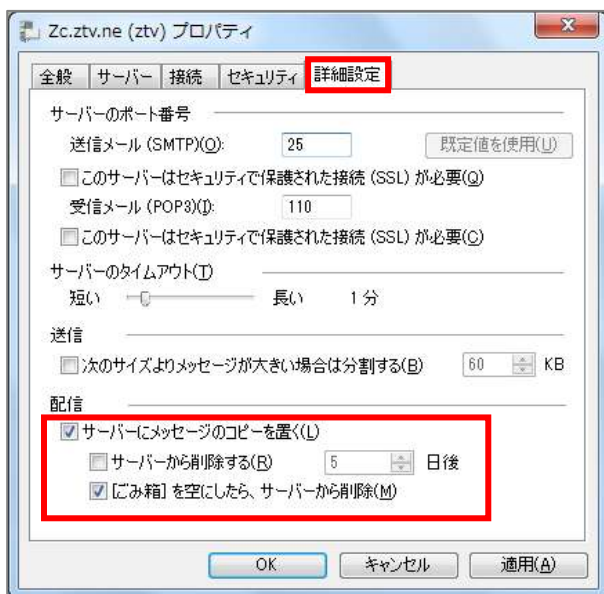 Zc.ztv.ne (ztv) プロパティ
全般 サーバー 接続 セキュリティ 詳細設定
サーバーのポート番号
送信メール (SMTP)(O): 25 既定値を使用(U)
このサーバーはセキュリティで保護された接続 (SSL) が必要(Q)
受信メール (POP3)(I): 110
このサーバーはセキュリティで保護された接続 (SSL) が必要(C)
サーバーのタイムアウト(T)
短い 長い 1 分
送信
次のサイズよりメッセージが大きい場合は分割する(B) 60 KB
配信
サーバーにメッセージのコピーを置く(L)
サーバーから削除する(R) 5 日後
[ごみ箱] を空にしたら、サーバーから削除(M)
OK キャンセル 適用(A)